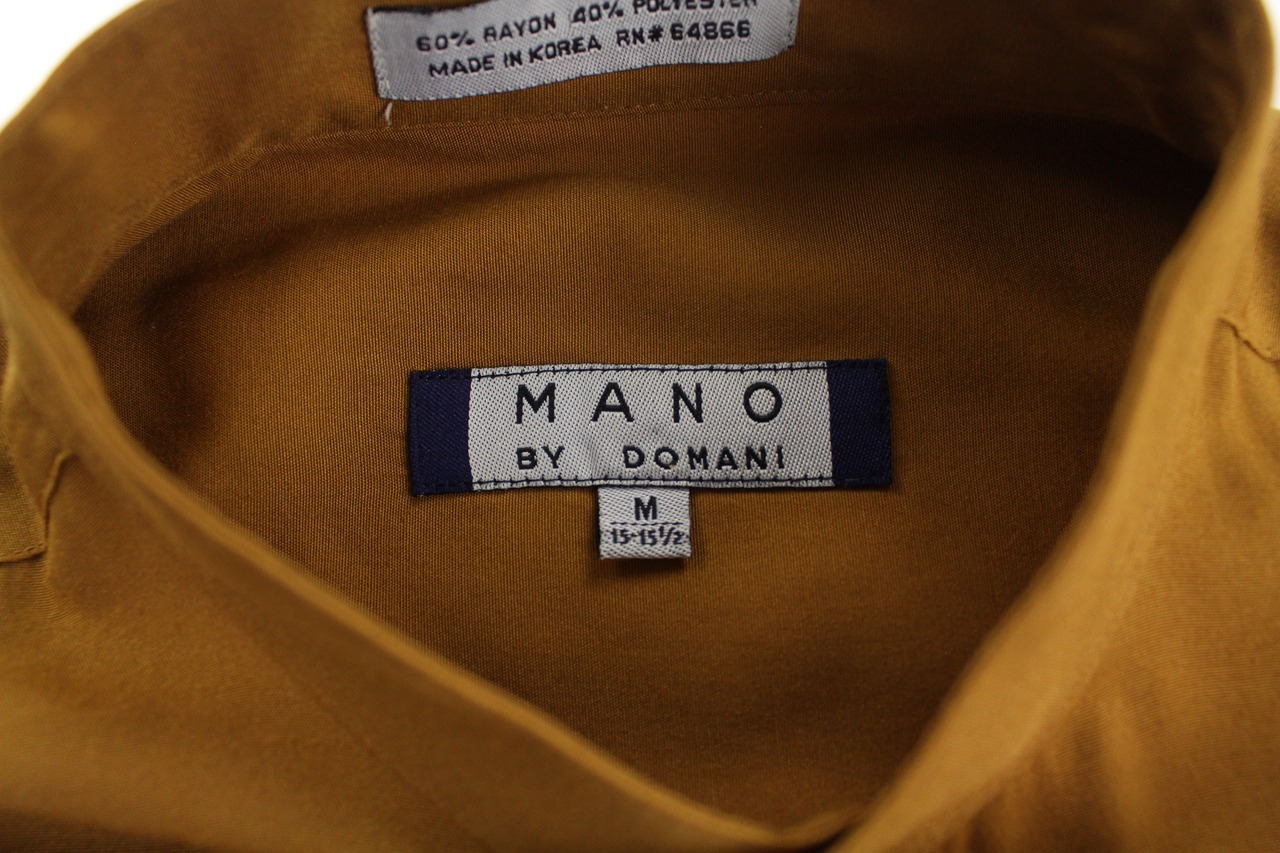 60% RAYON 40% POLYESTER
MADE IN KOREA RN# 64866
MANO
BY DOMANI
M
15-15½